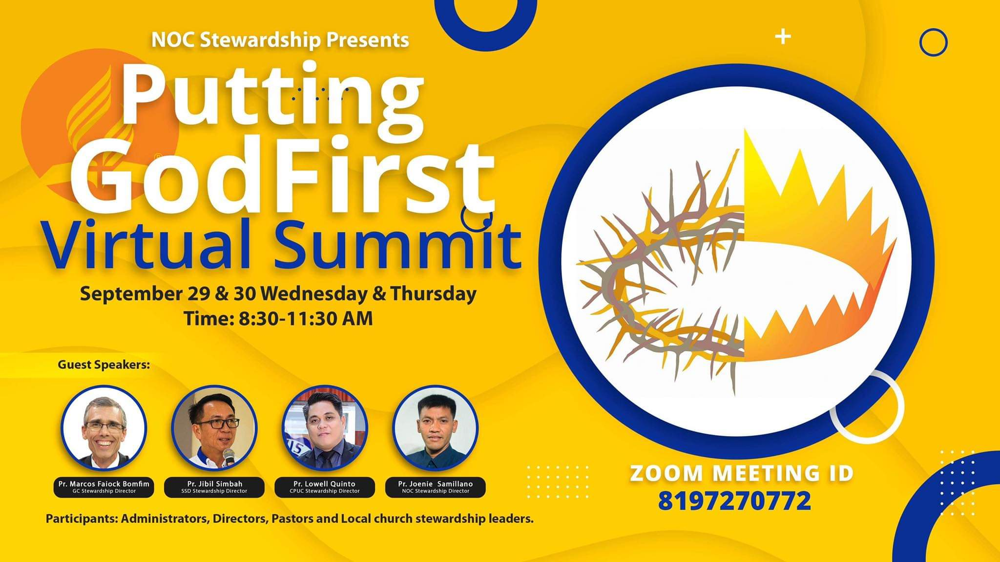 NOC Stewardship Presents
Putting
GodFirst
Virtual Summit
September 29 & 30 Wednesday & Thursday
Time: 8:30-11:30 AM
Guest Speakers:
Pr. Marcos Faiock Bomfim
GC Stewardship Director
Pr. Jibil Simbah
SSD Stewardship Director
Pr. Lowell Quinto
CPUC Stewardship Director
Pr. Joenie Samillano
NOC Stewardship Director
Participants: Administrators, Directors, Pastors and Local church stewardship leaders.
ZOOM MEETING ID
8197270772